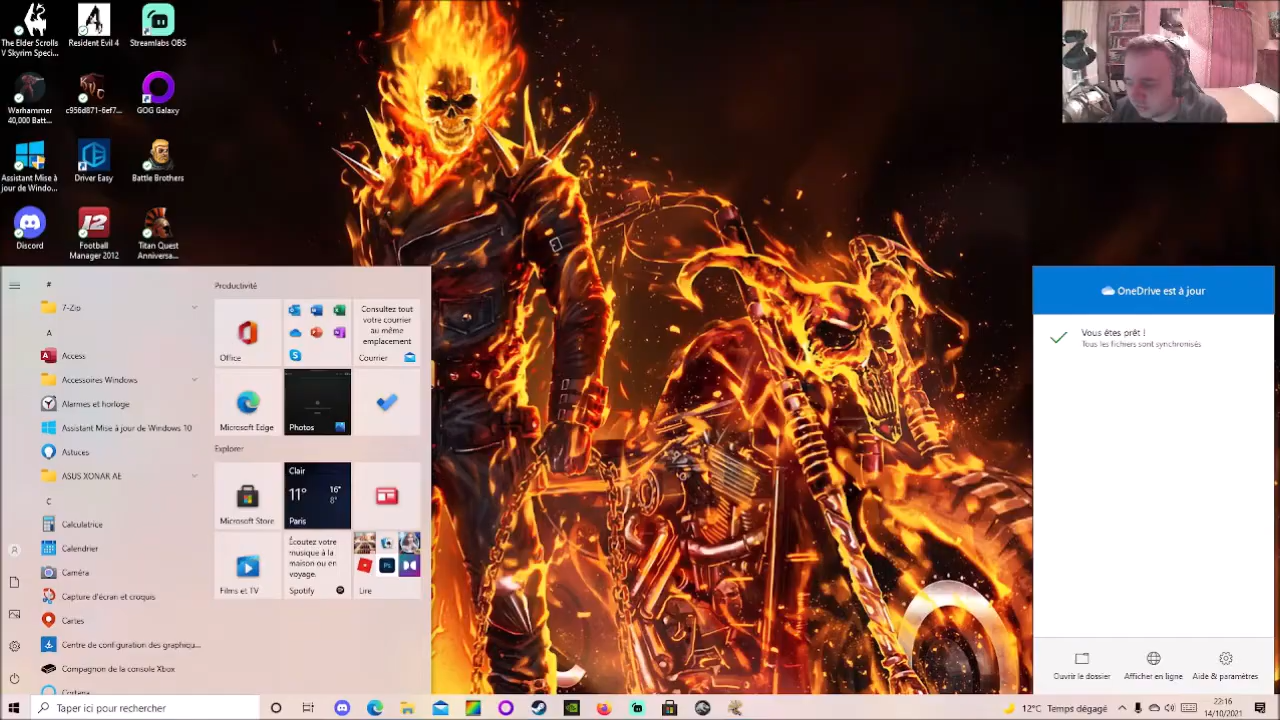 The Elder Scrolls
V Skyrim Speci...
Resident Evil 4
Streamlabs OBS
Warhammer
40,000 Batt...
c956d871-6ef7...
GOG Galaxy
Assistant Mise à
jour de Windo...
Driver Easy
Battle Brothers
Discord
Football
Manager 2012
Titan Quest
Anniversa...
#
7-Zip
A
Access
Accessoires Windows
Alarmes et horloge
Assistant Mise à jour de Windows 10
Astuces
ASUS XONAR AE
C
Calculatrice
Calendrier
Caméra
Capture d'écran et croquis
Cartes
Centre de configuration des graphiqu...
Compagnon de la console Xbox
Cortana
Productivité
Office
Consultez tout
votre courrier
au même
emplacement
Courrier
Microsoft Edge
Photos
Explorer
Microsoft Store
Clair
11°
16°
8°
Paris
Films et TV
Écoutez votre
musique à la
maison ou en
voyage.
Spotify
Ps
Lire
OneDrive est à jour
Vous êtes prêt !
Tous les fichiers sont synchronisés
Ouvrir le dossier
Afficher en ligne
Aide & paramètres
Taper ici pour rechercher
12°C Temps dégagé
22:16
14/10/2021